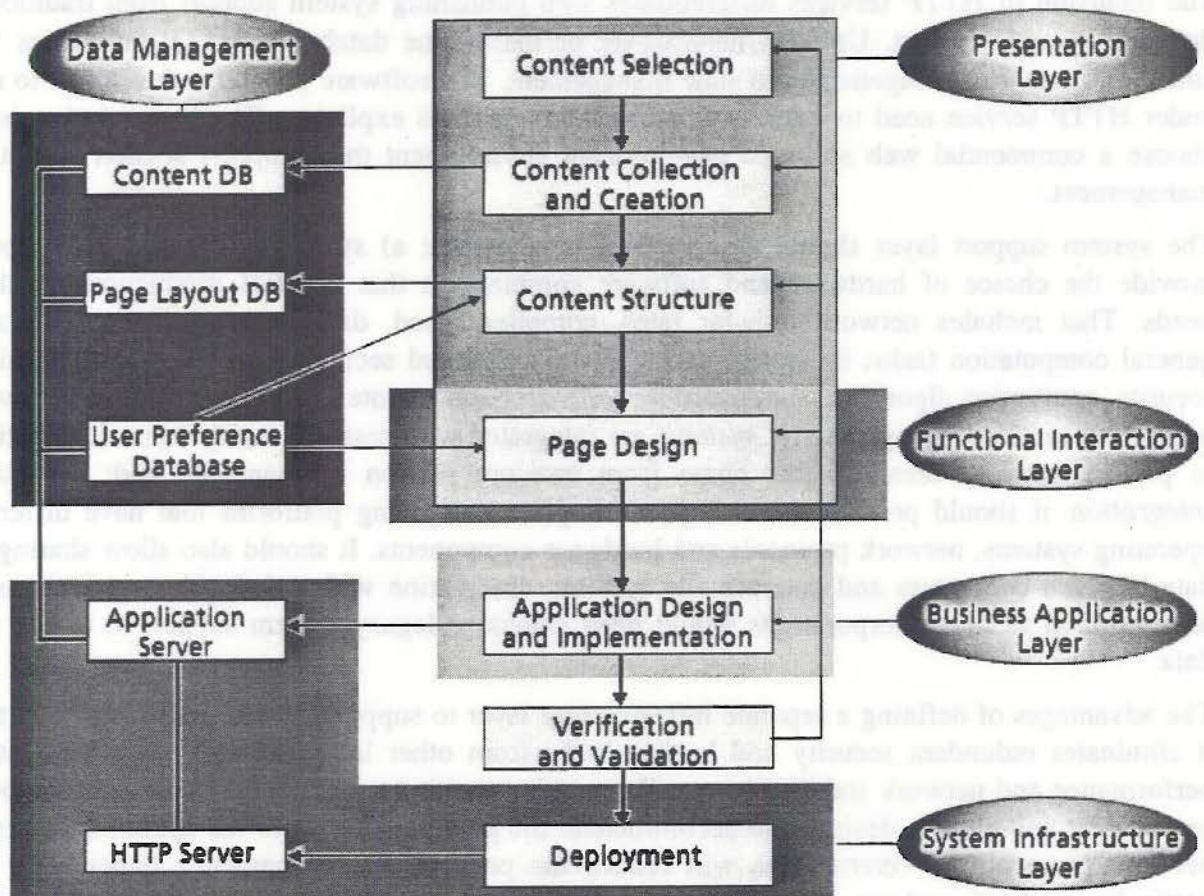 Data Management
Layer
Content Selection
Presentation
Layer
Content DB
Content Collection
and Creation
Page Layout DB
Content Structure
User Preference
Database
Page Design
Functional Interaction
Layer
Application
Server
Application Design
and Implementation
Business Application
Layer
Verification
and Validation
HTTP Server
Deployment
System Infrastructure
Layer